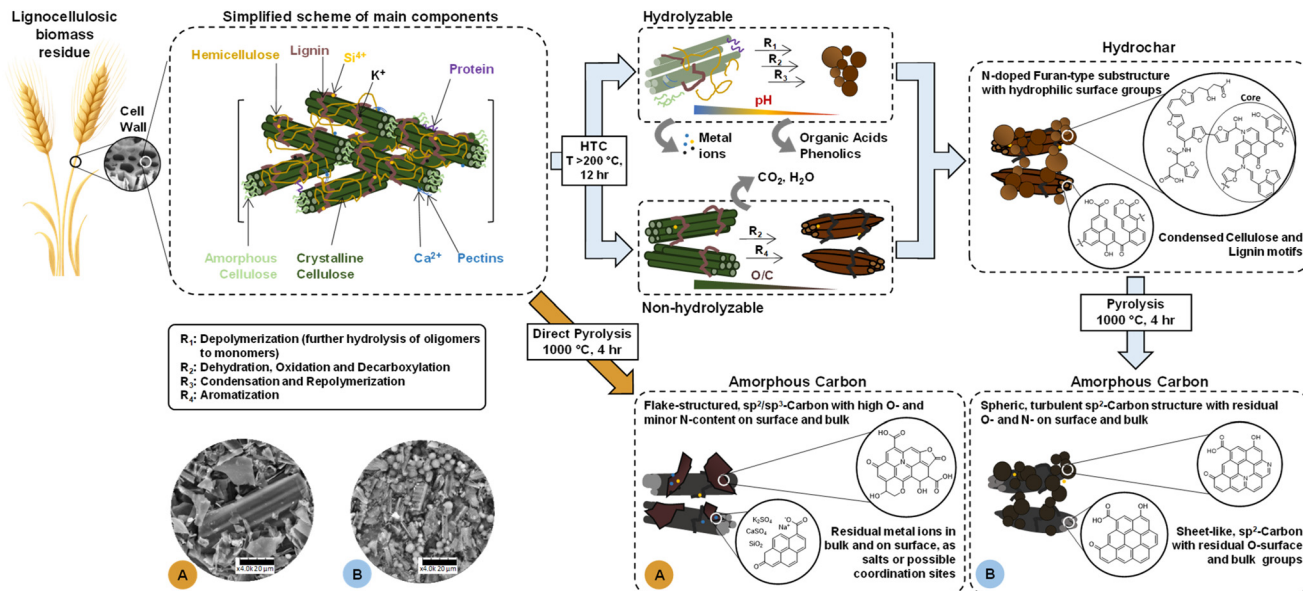 Lignocellulosic
biomass
residue
Cell
Wall
Simplified scheme of main components
Hemicellulose
Lignin
Si4+
K+
Protein
Amorphous
Cellulose
Crystalline
Cellulose
Ca2+
Pectins
HTC
T >200 °C,
12 hr
Hydrolyzable
R1
R2
R3
pH
Metal
ions
Organic Acids
Phenolics
CO2, H2O
R2
R4
O/C
Non-hydrolyzable
Hydrochar
N-doped Furan-type substructure
with hydrophilic surface groups
Core
Condensed Cellulose and
Lignin motifs
Direct Pyrolysis
1000 °C, 4 hr
Pyrolysis
1000 °C, 4 hr
R1: Depolymerization (further hydrolysis of oligomers
to monomers)
R2: Dehydration, Oxidation and Decarboxylation
R3: Condensation and Repolymerization
R4: Aromatization
x4.0k 20 µm
A
x4.0k 20 µm
B
Amorphous Carbon
Flake-structured, sp2/sp3-Carbon with high O- and
minor N-content on surface and bulk
K2SO4
CaSO4
SiO2
Na+
Residual metal ions in
bulk and on surface, as
salts or possible
coordination sites
A
Amorphous Carbon
Spheric, turbulent sp2-Carbon structure with residual
O- and N- on surface and bulk
Sheet-like, sp2-Carbon
with residual O-surface
and bulk groups
B